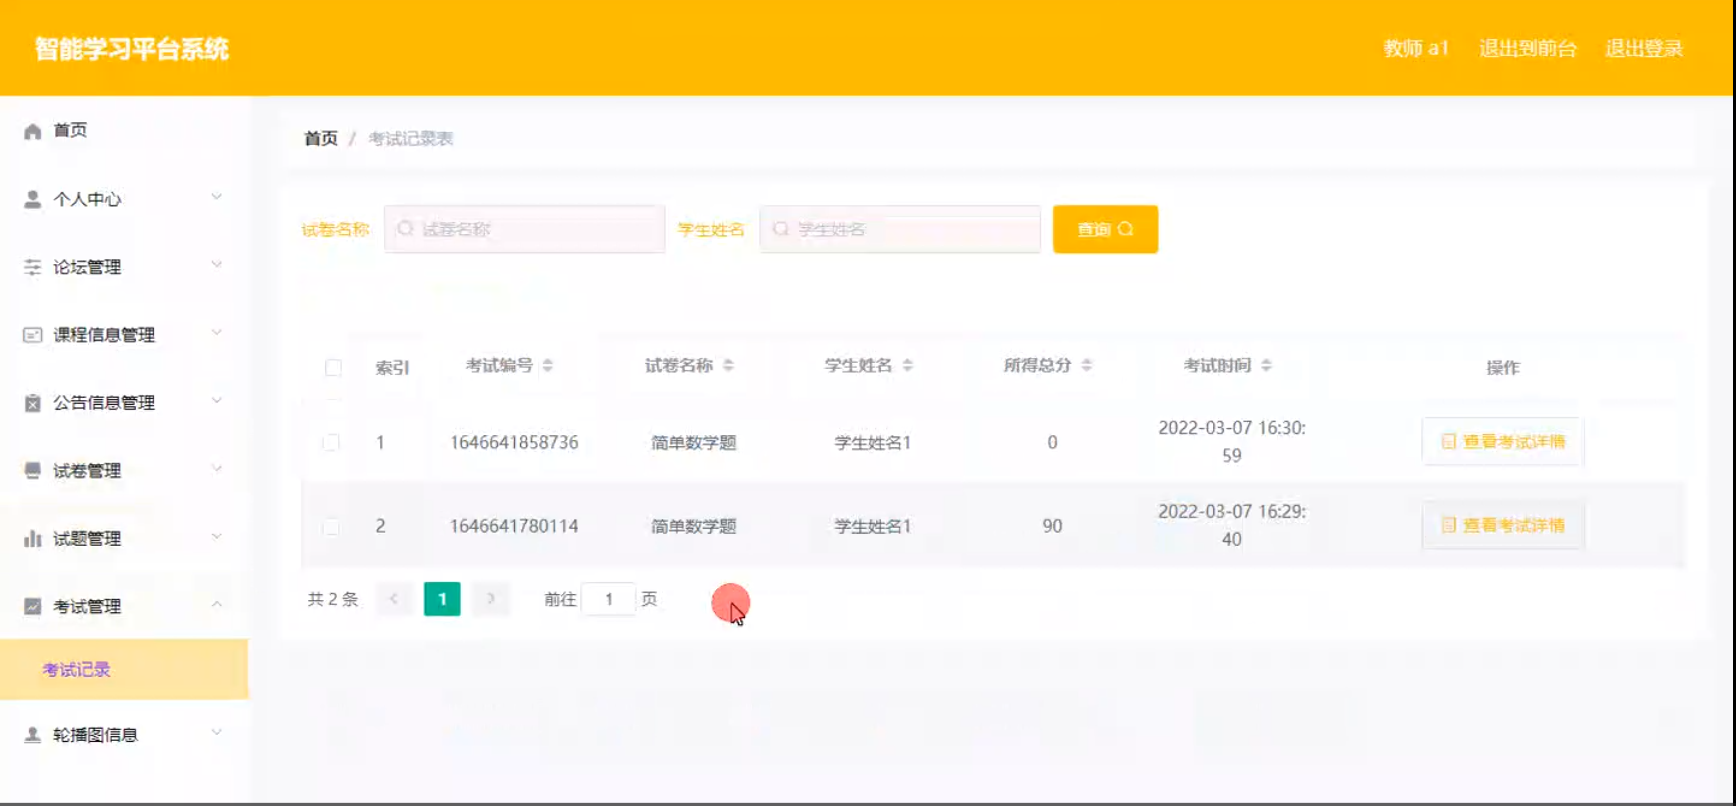 智能学习平台系统
教师 a1 退出到前台 退出登录
首页
个人中心
论坛管理
课程信息管理
公告信息管理
试卷管理
试题管理
考试管理
考试记录
轮播图信息
首页 / 考试记录表
试卷名称 试卷名称 学生姓名 学生姓名 查询
索引 考试编号 试卷名称 学生姓名 所得总分 考试时间 操作
1 1646641858736 简单数学题 学生姓名1 0 2022-03-07 16:30:
59 查看考试详情
2 1646641780114 简单数学题 学生姓名1 90 2022-03-07 16:29:
40 查看考试详情
共 2 条 < 1 > 前往 1 页